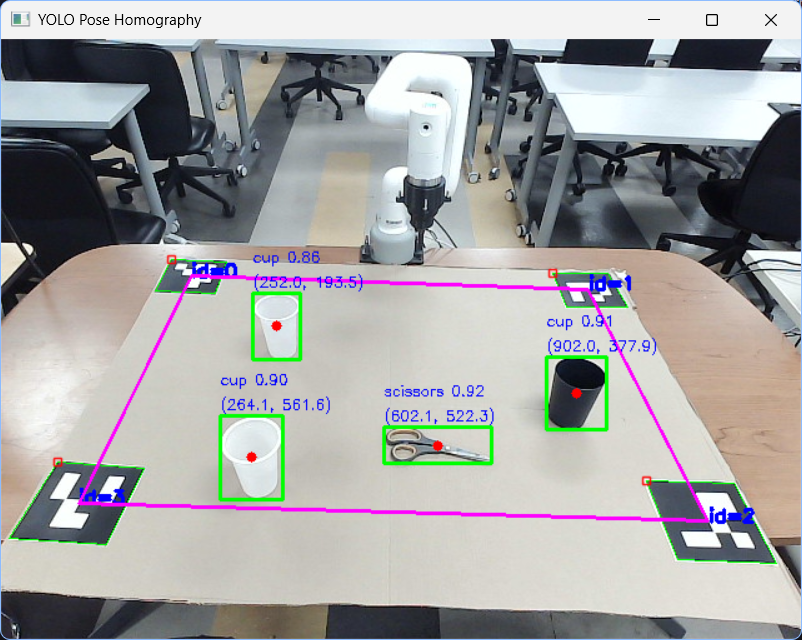 YOLO Pose Homography
cup 0.86
(252.0, 193.5)
id=0
id=1
cup 0.91
(902.0, 377.9)
cup 0.90
(264.1, 561.6)
scissors 0.92
(602.1, 522.3)
id=3
id=2